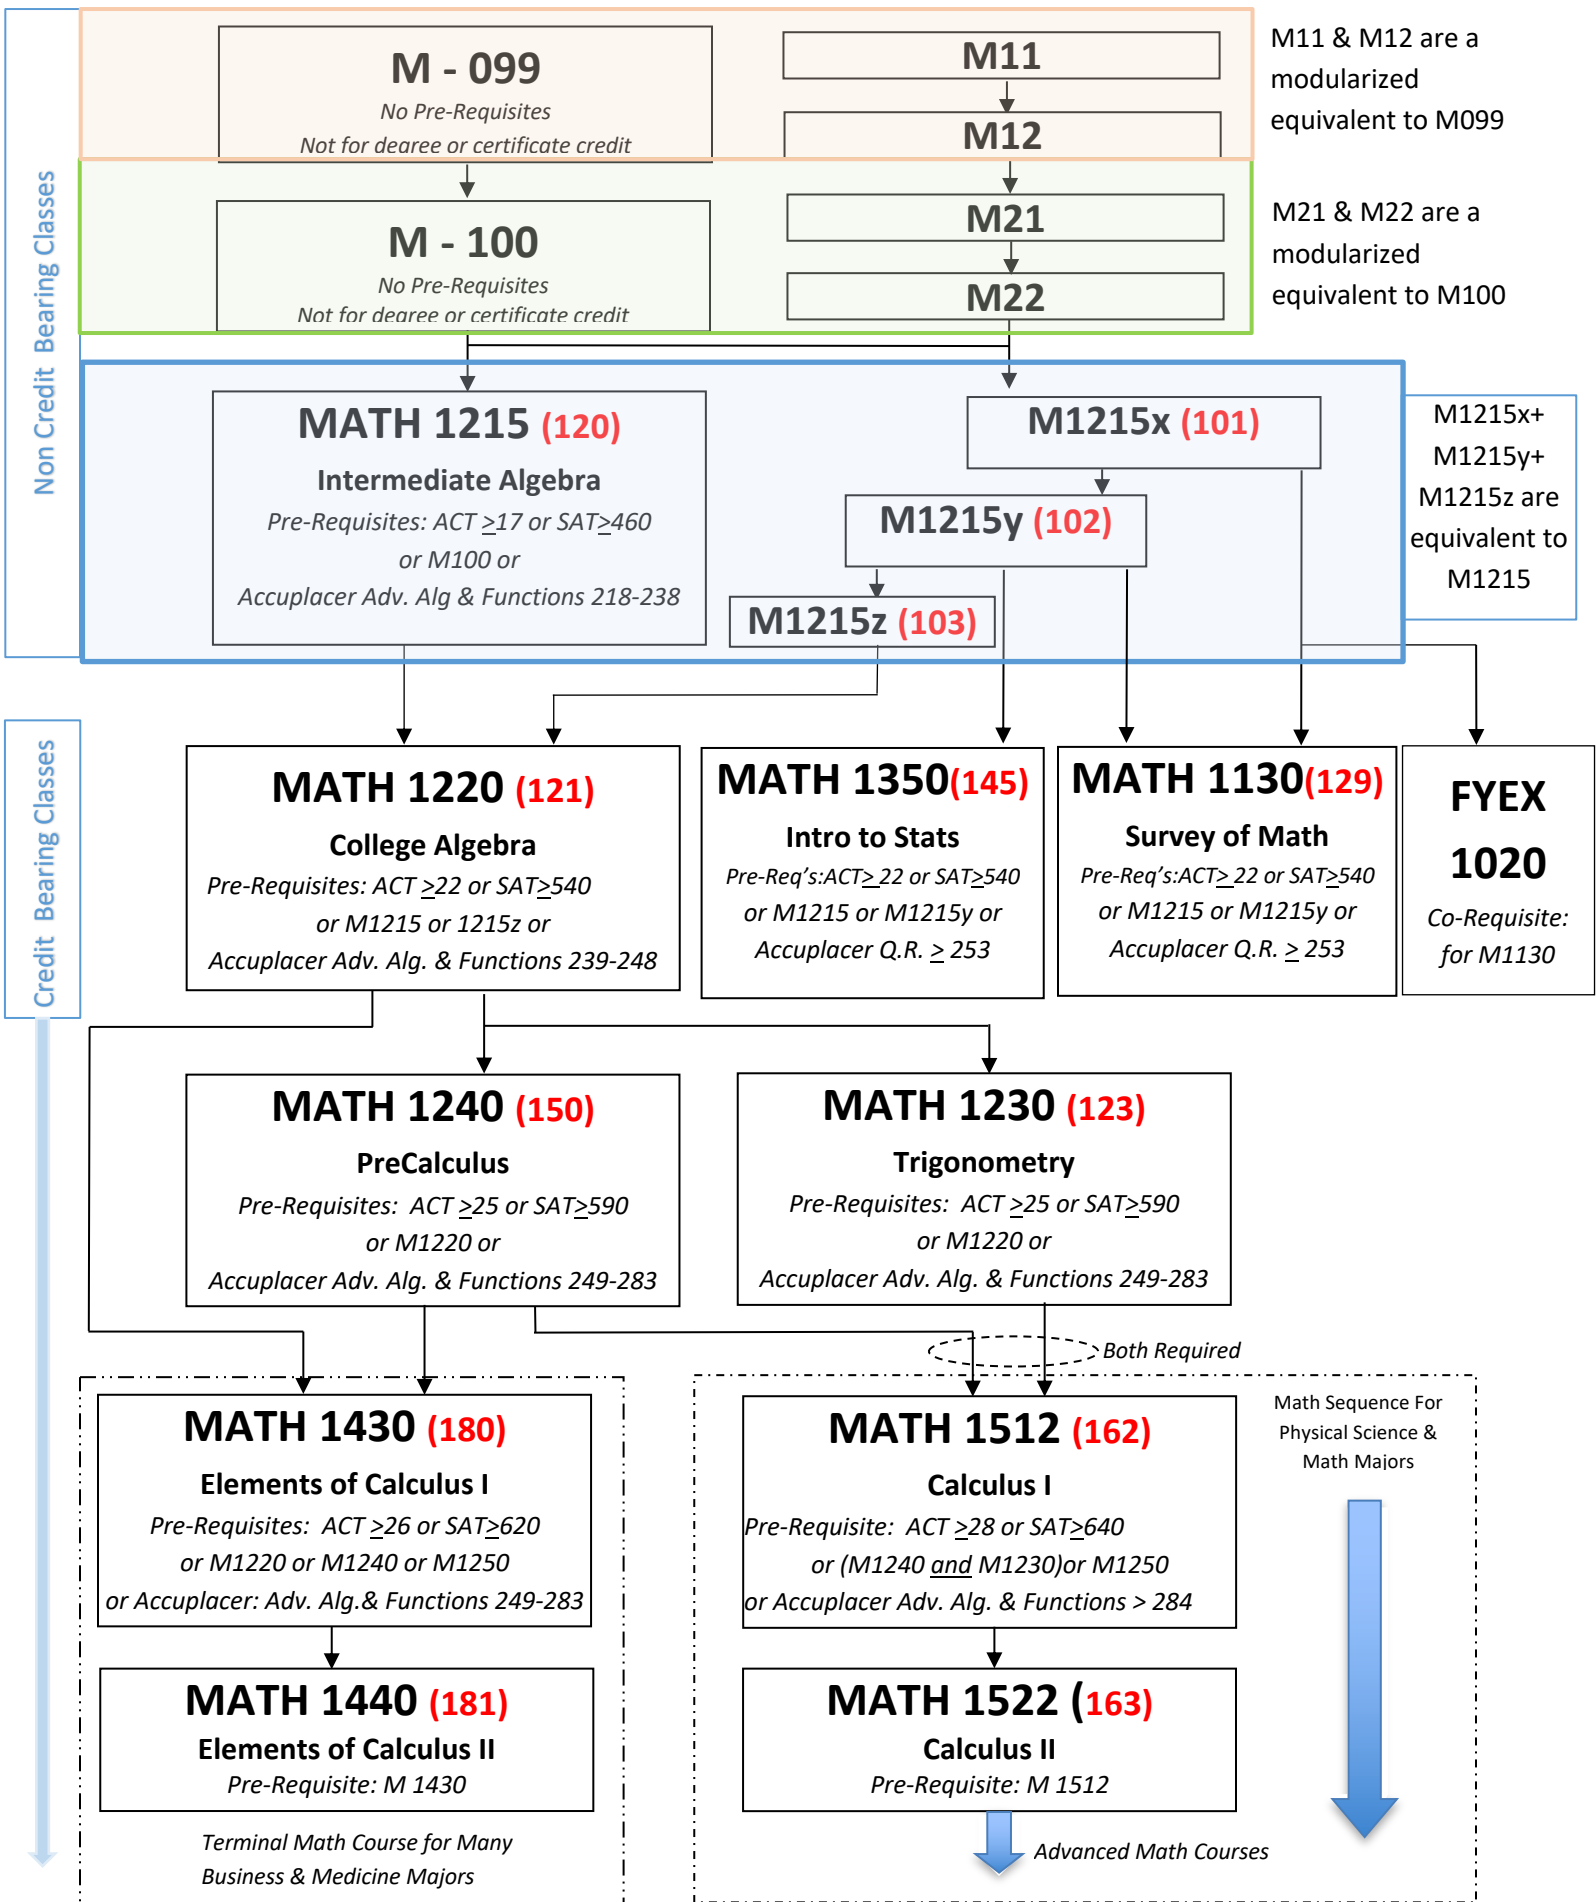 Non Credit Bearing Classes
M - 099
No Pre-Requisites
Not for degree or certificate credit
M11
M12
M11 & M12 are a
modularized
equivalent to M099
M - 100
No Pre-Requisites
Not for degree or certificate credit
M21
M22
M21 & M22 are a
modularized
equivalent to M100
MATH 1215 (120)
Intermediate Algebra
Pre-Requisites: ACT >17 or SAT>460
or M100 or
Accuplacer Adv. Alg & Functions 218-238
M1215x (101)
M1215y (102)
M1215z (103)
M1215x+
M1215y+
M1215z are
equivalent to
M1215
Credit Bearing Classes
MATH 1220 (121)
College Algebra
Pre-Requisites: ACT >22 or SAT>540
or M1215 or 1215z or
Accuplacer Adv. Alg. & Functions 239-248
MATH 1350(145)
Intro to Stats
Pre-Req's:ACT> 22 or SAT>540
or M1215 or M1215y or
Accuplacer Q.R. > 253
MATH 1130(129)
Survey of Math
Pre-Req's:ACT> 22 or SAT>540
or M1215 or M1215y or
Accuplacer Q.R. > 253
FYEX
1020
Co-Requisite:
for M1130
MATH 1240 (150)
PreCalculus
Pre-Requisites: ACT >25 or SAT>590
or M1220 or
Accuplacer Adv. Alg. & Functions 249-283
MATH 1230 (123)
Trigonometry
Pre-Requisites: ACT >25 or SAT>590
or M1220 or
Accuplacer Adv. Alg. & Functions 249-283
Both Required
MATH 1430 (180)
Elements of Calculus I
Pre-Requisites: ACT >26 or SAT>620
or M1220 or M1240 or M1250
or Accuplacer: Adv. Alg.& Functions 249-283
MATH 1512 (162)
Calculus I
Pre-Requisite: ACT >28 or SAT>640
or (M1240 and M1230)or M1250
or Accuplacer Adv. Alg. & Functions > 284
Math Sequence For
Physical Science &
Math Majors
MATH 1440 (181)
Elements of Calculus II
Pre-Requisite: M 1430
MATH 1522 (163)
Calculus II
Pre-Requisite: M 1512
Terminal Math Course for Many
Business & Medicine Majors
Advanced Math Courses